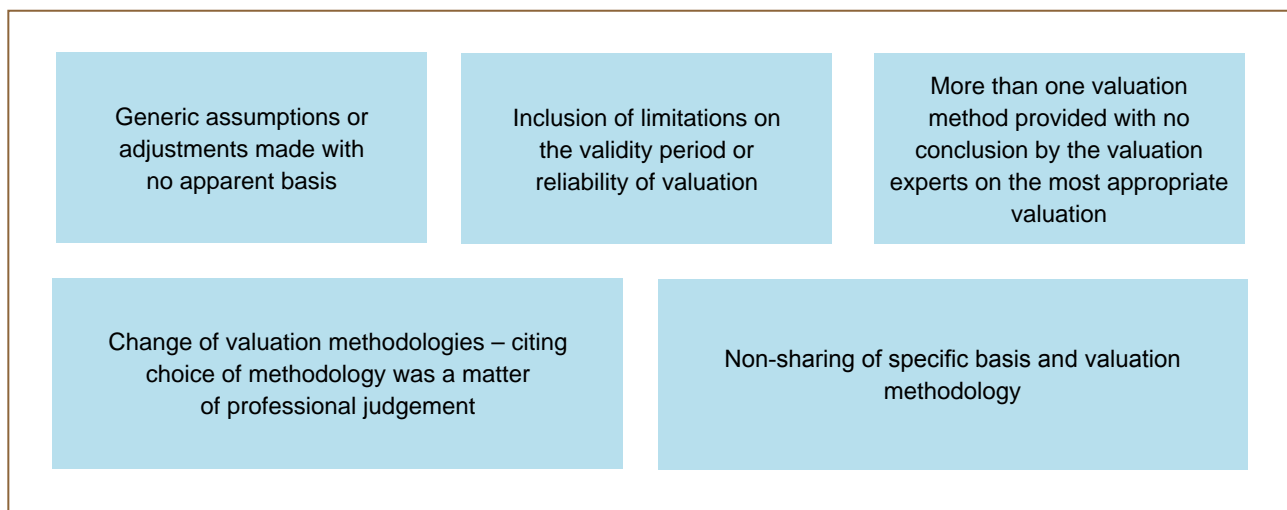 Generic assumptions or
adjustments made with
no apparent basis
Inclusion of limitations on
the validity period or
reliability of valuation
More than one valuation
method provided with no
conclusion by the valuation
experts on the most appropriate
valuation
Change of valuation methodologies – citing
choice of methodology was a matter
of professional judgement
Non-sharing of specific basis and valuation
methodology